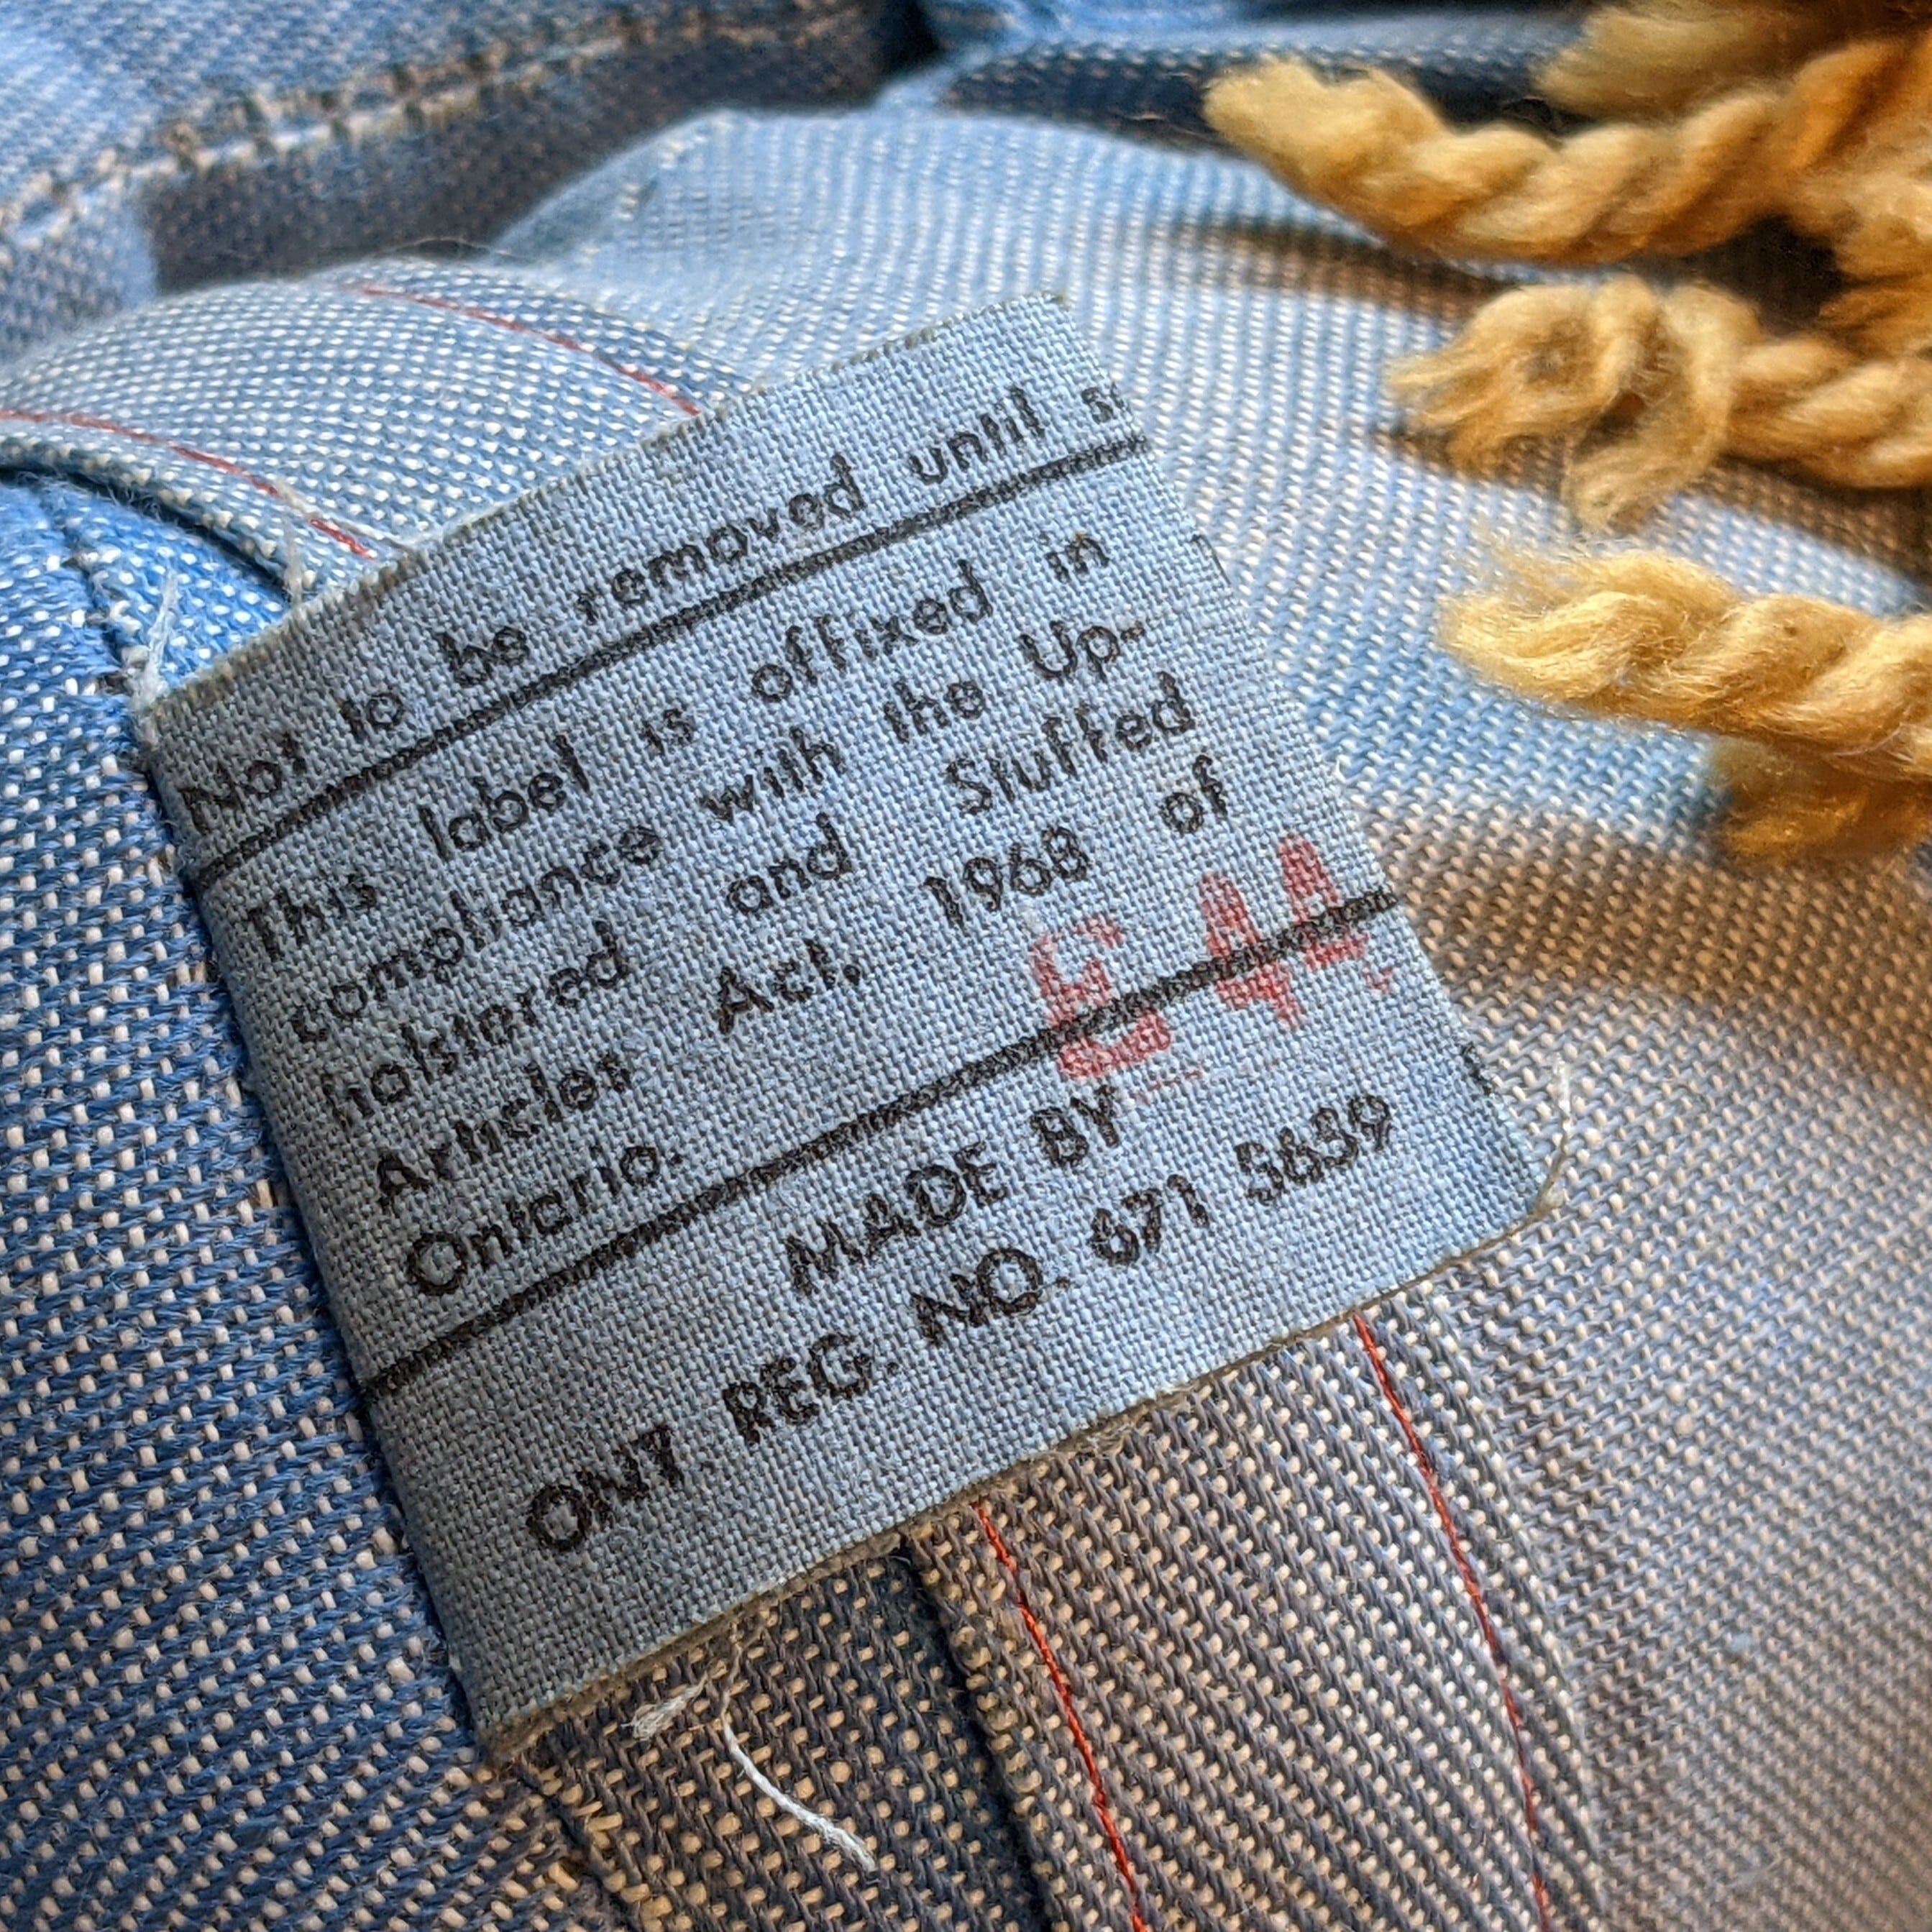 Not to be removed until
This label is affixed in
compliance with the Up-
holstered and Stuffed
Articles Act, 1968 of
Ontario.
MADE BY
ONT. REG. NO. 671 S639